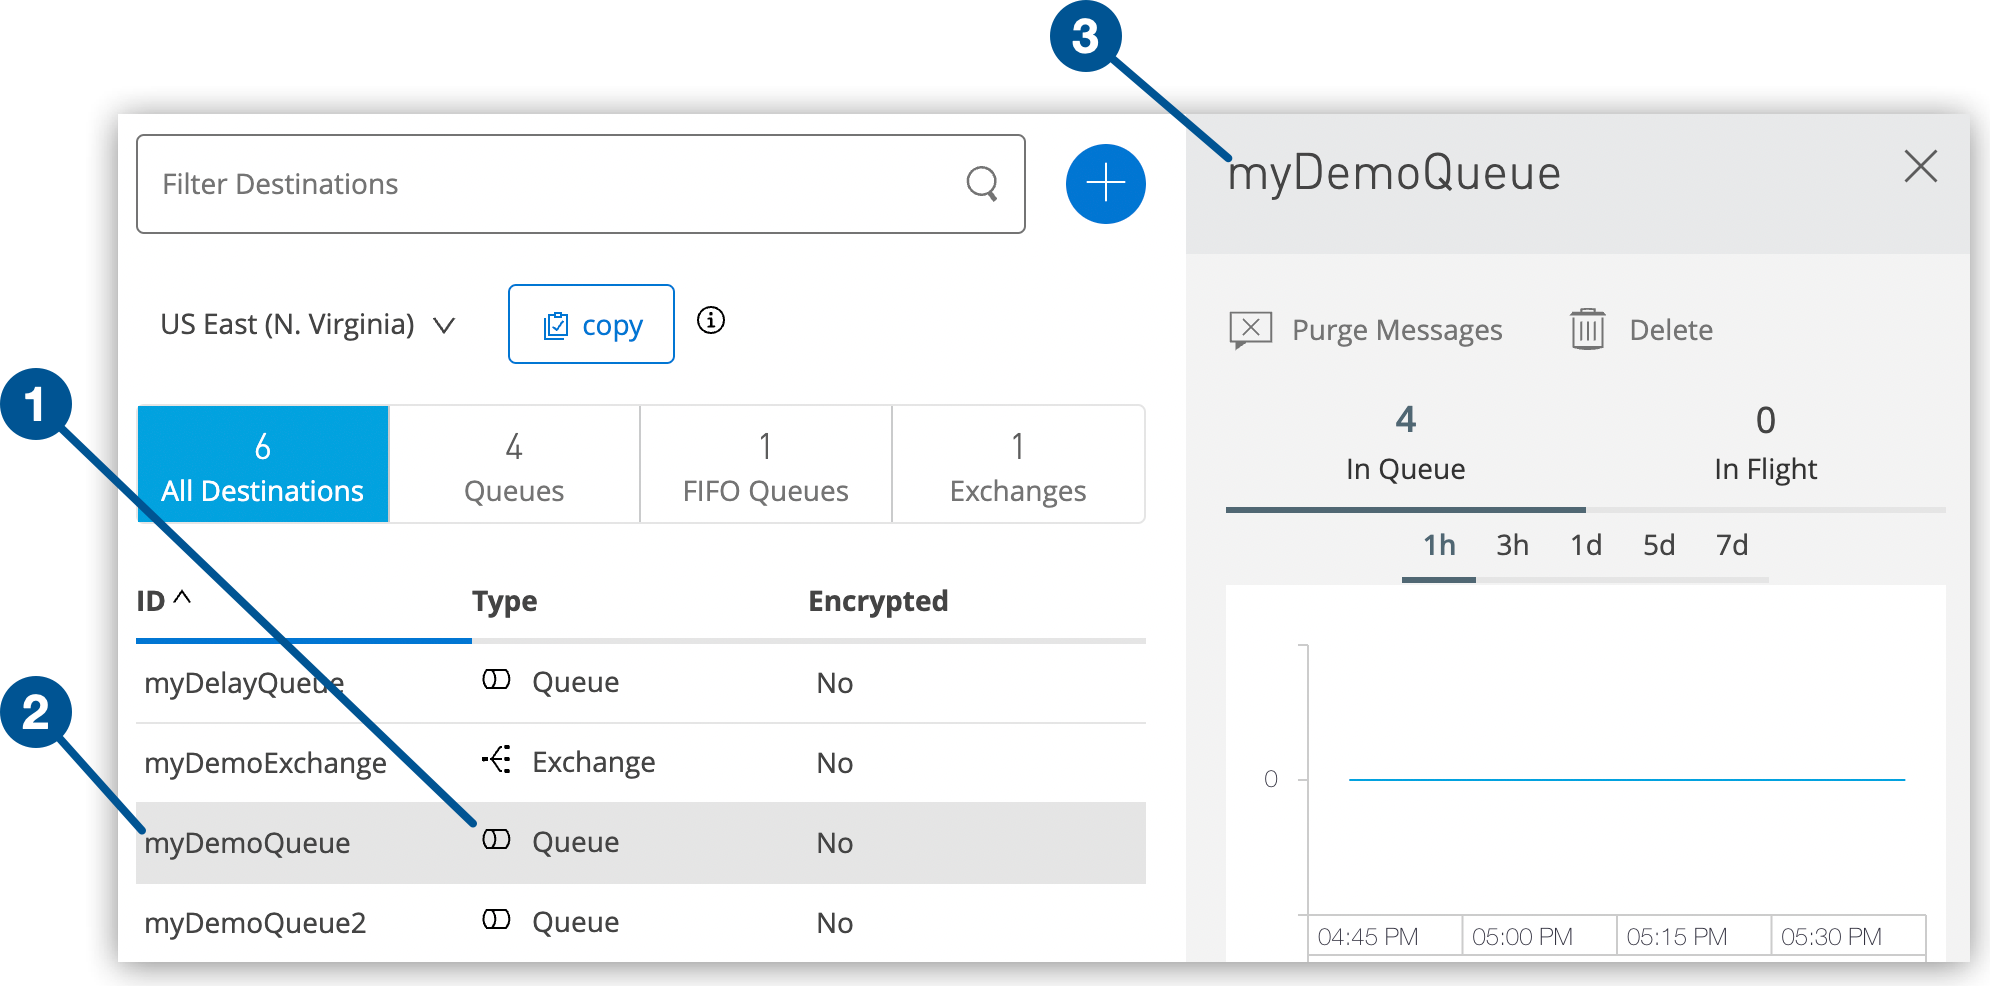 3
Filter Destinations
myDemoQueue
US East (N. Virginia)
copy
Purge Messages
Delete
1
6
All Destinations
4
Queues
1
FIFO Queues
1
Exchanges
4
In Queue
0
In Flight
1h 3h 1d 5d 7d
ID Type Encrypted
myDelayQueue Queue No
2
myDemoExchange Exchange No
myDemoQueue Queue No
myDemoQueue2 Queue No
0
04:45 PM 05:00 PM 05:15 PM 05:30 PM